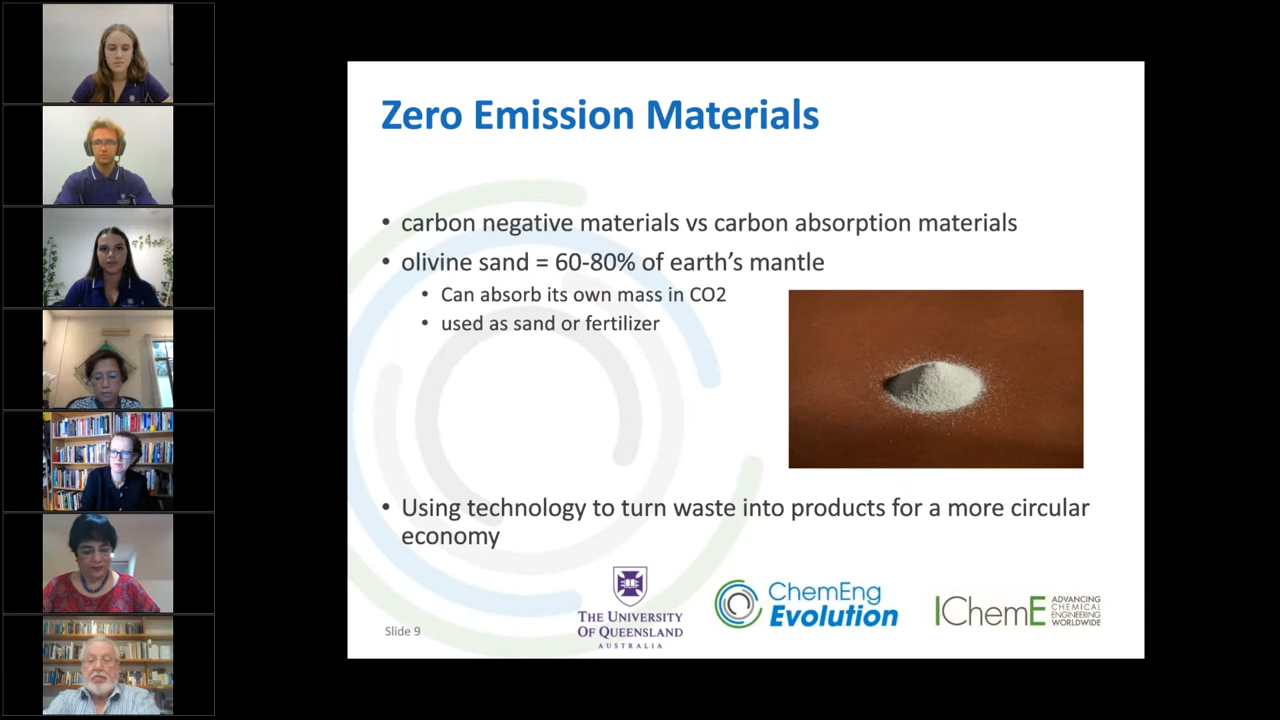 Zero Emission Materials
• carbon negative materials vs carbon absorption materials
• olivine sand = 60-80% of earth’s mantle
• Can absorb its own mass in CO2
• used as sand or fertilizer
• Using technology to turn waste into products for a more circular
economy
Slide 9
THE UNIVERSITY
OF QUEENSLAND
AUSTRALIA
ChemEng
Evolution
IChemE
ADVANCING
CHEMICAL
ENGINEERING
WORLDWIDE